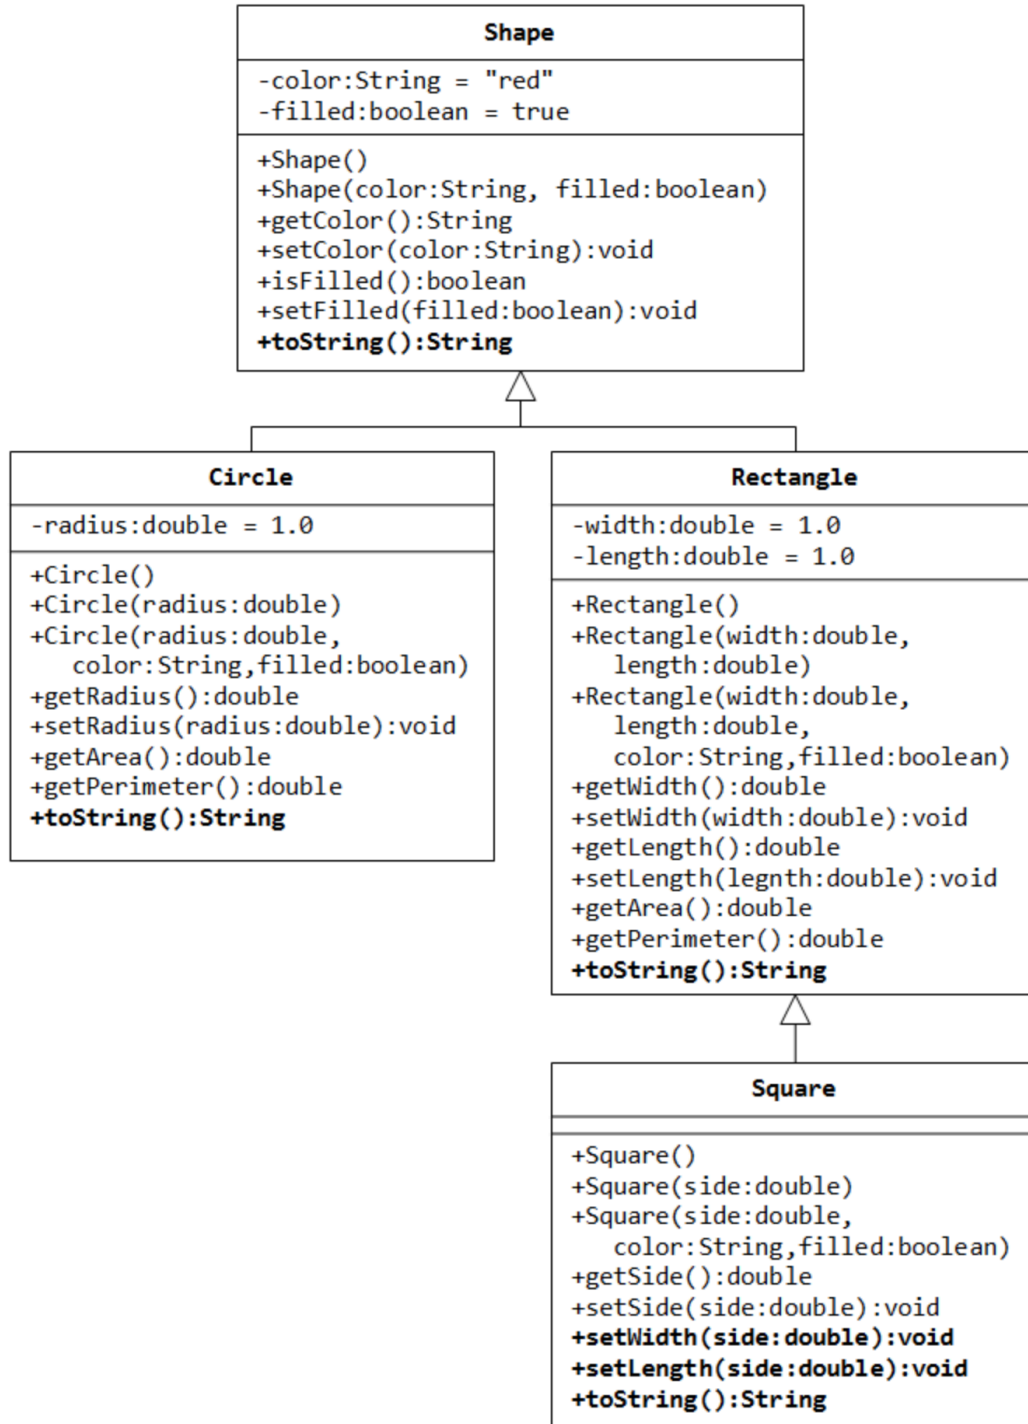 Shape
-color:String = "red"
-filled:boolean = true
+Shape()
+Shape(color:String, filled:boolean)
+getColor():String
+setColor(color:String):void
+isFilled():boolean
+setFilled(filled:boolean):void
+toString():String
Circle
-radius:double = 1.0
+Circle()
+Circle(radius:double)
+Circle(radius:double,
color:String,filled:boolean)
+getRadius():double
+setRadius(radius:double):void
+getArea():double
+getPerimeter():double
+toString():String
Rectangle
-width:double = 1.0
-length:double = 1.0
+Rectangle()
+Rectangle(width:double,
length:double)
+Rectangle(width:double,
length:double,
color:String,filled:boolean)
+getWidth():double
+setWidth(width:double):void
+getLength():double
+setLength(legnth:double):void
+getArea():double
+getPerimeter():double
+toString():String
Square
+Square()
+Square(side:double)
+Square(side:double,
color:String,filled:boolean)
+getSide():double
+setSide(side:double):void
+setWidth(side:double):void
+setLength(side:double):void
+toString():String